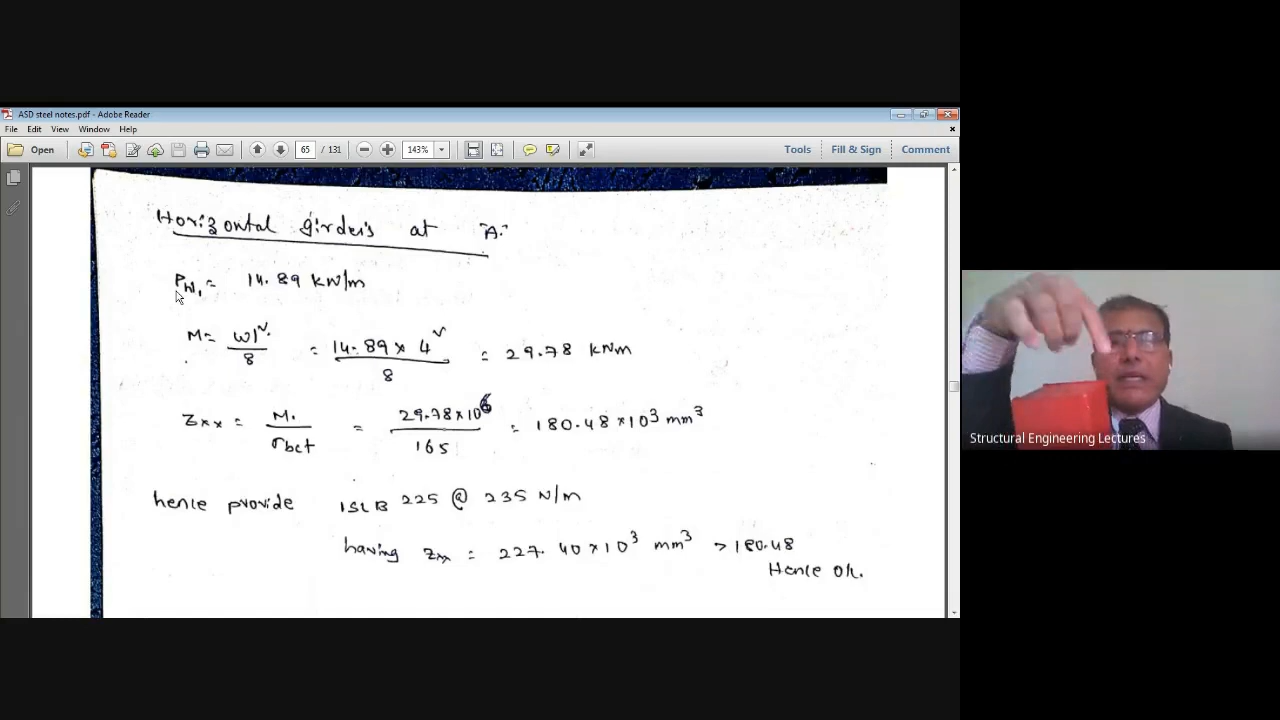 ASD steel notes.pdf - Adobe Reader
File Edit View Window Help
Open 65 / 131 143% Tools Fill & Sign Comment
Horizontal girders at "A."
Pw₁ = 14.89 kN/m
M = wl²/8 = 14.89 × 4²/8 = 29.78 kNm
Zxx = M./σbct = 29.78×10⁶/165 = 180.48 ×10³ mm³
hence provide ISLB 225 @ 235 N/m
having Zxx = 227.40 ×10³ mm³ > 180.48
Hence Ok.
Structural Engineering Lectures